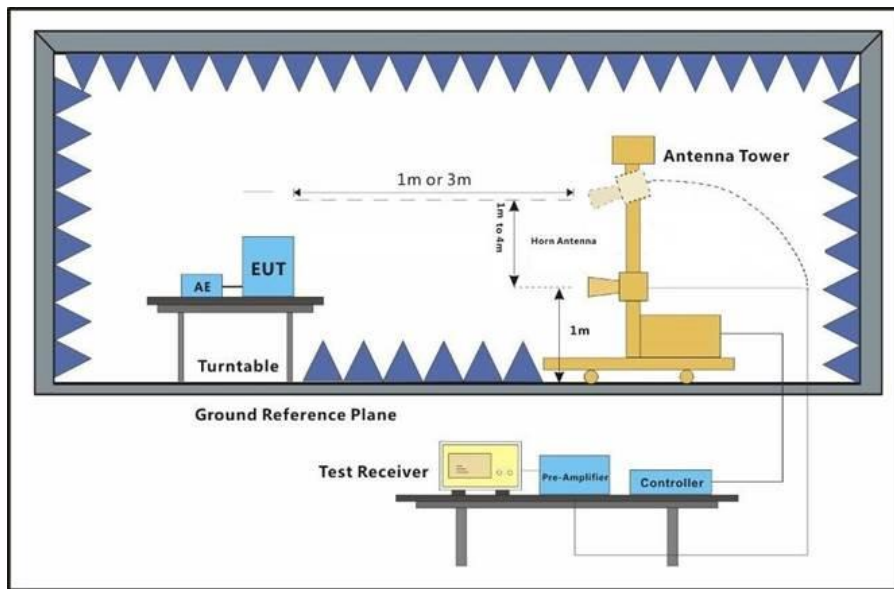 Antenna Tower
1m or 3m
1m to 4m
Horn Antenna
EUT
AE
1m
Turntable
Ground Reference Plane
Test Receiver
Pre-Amplifier
Controller